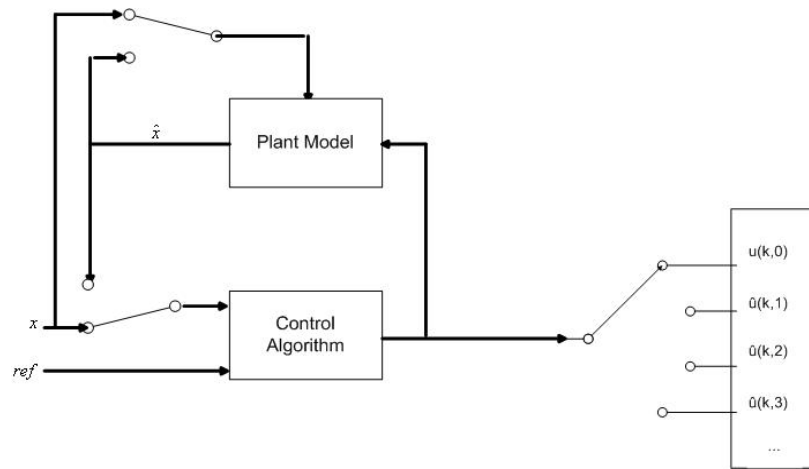 x̂
Plant Model
u(k,0)
x
Control
Algorithm
û(k,1)
ref
û(k,2)
û(k,3)
...